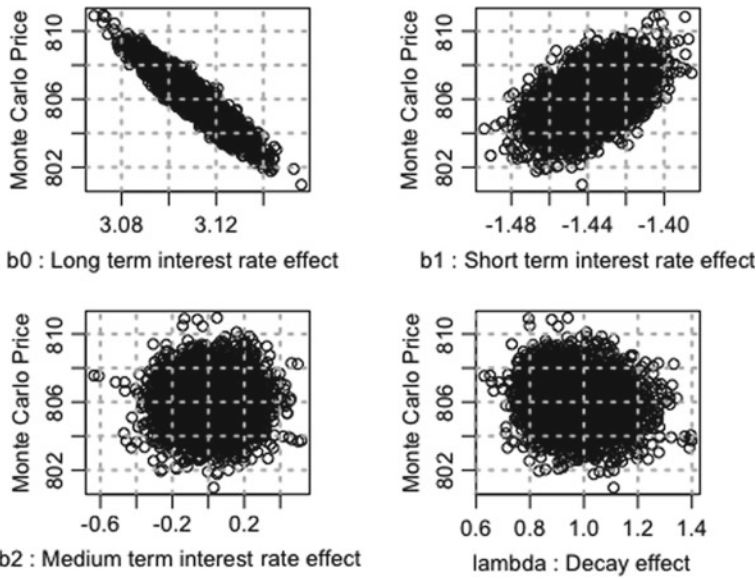 Monte Carlo Price
802 806 810
3.08 3.12
b0 : Long term interest rate effect
Monte Carlo Price
802 806 810
-1.48 -1.44 -1.40
b1 : Short term interest rate effect
Monte Carlo Price
802 806 810
-0.6 -0.2 0.2
b2 : Medium term interest rate effect
Monte Carlo Price
802 806 810
0.6 0.8 1.0 1.2 1.4
lambda : Decay effect